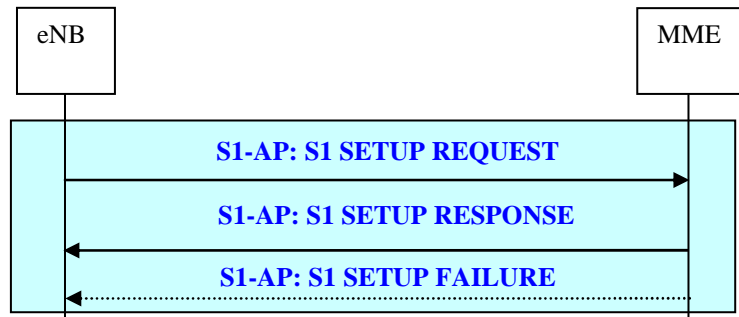 eNB
MME
S1-AP: S1 SETUP REQUEST
S1-AP: S1 SETUP RESPONSE
S1-AP: S1 SETUP FAILURE